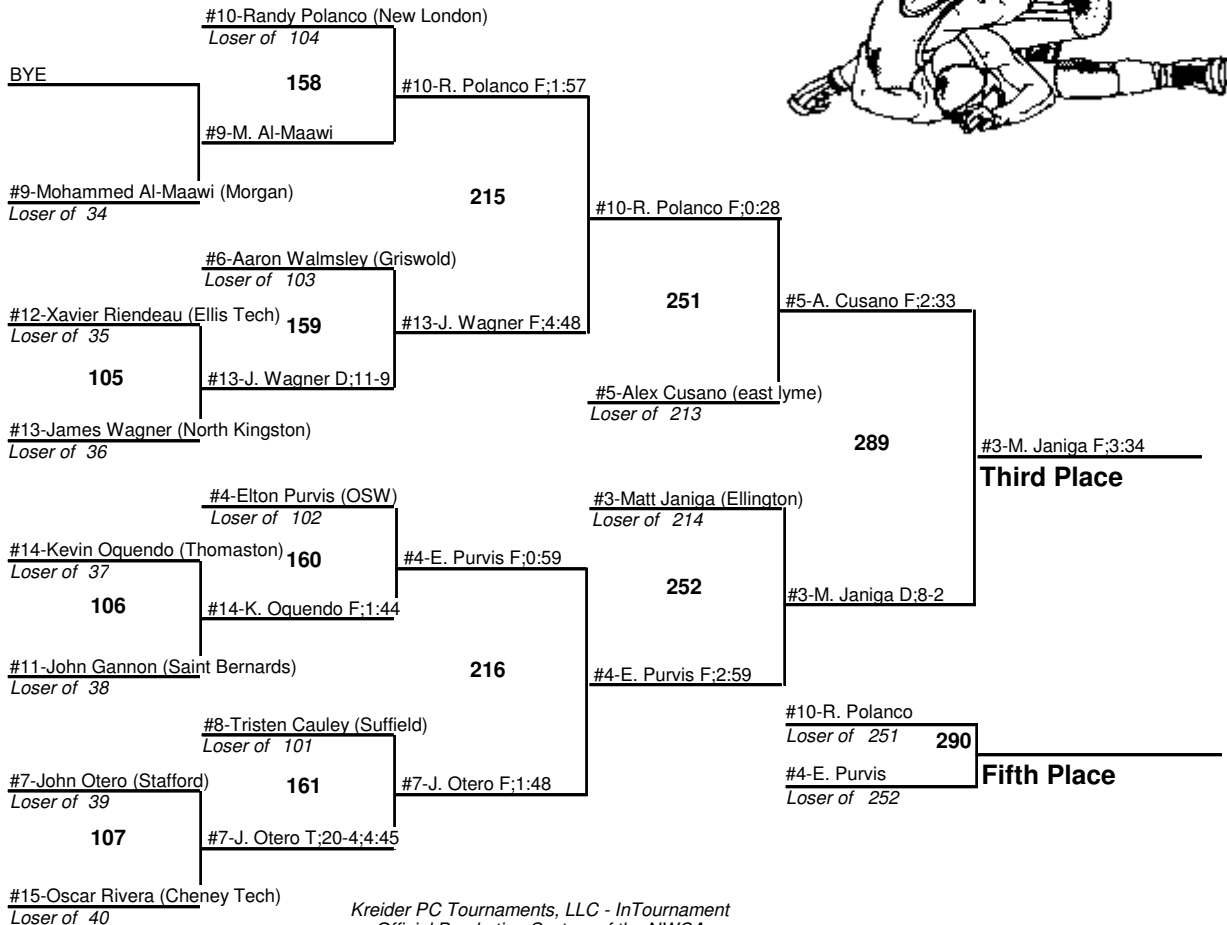 #10-Randy Polanco (New London)
Loser of 104
BYE
158
#10-R. Polanco F;1:57
#9-M. Al-Maawi
#9-Mohammed Al-Maawi (Morgan)
Loser of 34
215
#10-R. Polanco F;0:28
#6-Aaron Walmsley (Griswold)
Loser of 103
#12-Xavier Riendeau (Ellis Tech)
Loser of 35
159
#13-J. Wagner F;4:48
251
#5-A. Cusano F;2:33
105
#13-J. Wagner D;11-9
#5-Alex Cusano (east lyme)
Loser of 213
#13-James Wagner (North Kingston)
Loser of 36
289
#3-M. Janiga F;3:34
Third Place
#4-Elton Purvis (OSW)
Loser of 102
#3-Matt Janiga (Ellington)
Loser of 214
#14-Kevin Oquendo (Thomaston)
Loser of 37
160
#4-E. Purvis F;0:59
252
106
#14-K. Oquendo F;1:44
#3-M. Janiga D;8-2
#11-John Gannon (Saint Bernards)
Loser of 38
216
#4-E. Purvis F;2:59
#8-Tristen Cauley (Suffield)
Loser of 101
#10-R. Polanco
Loser of 251
290
#7-John Otero (Stafford)
Loser of 39
161
#7-J. Otero F;1:48
#4-E. Purvis
Loser of 252
Fifth Place
107
#7-J. Otero T;20-4;4:45
#15-Oscar Rivera (Cheney Tech)
Loser of 40
Kreider PC Tournaments, LLC - InTournament